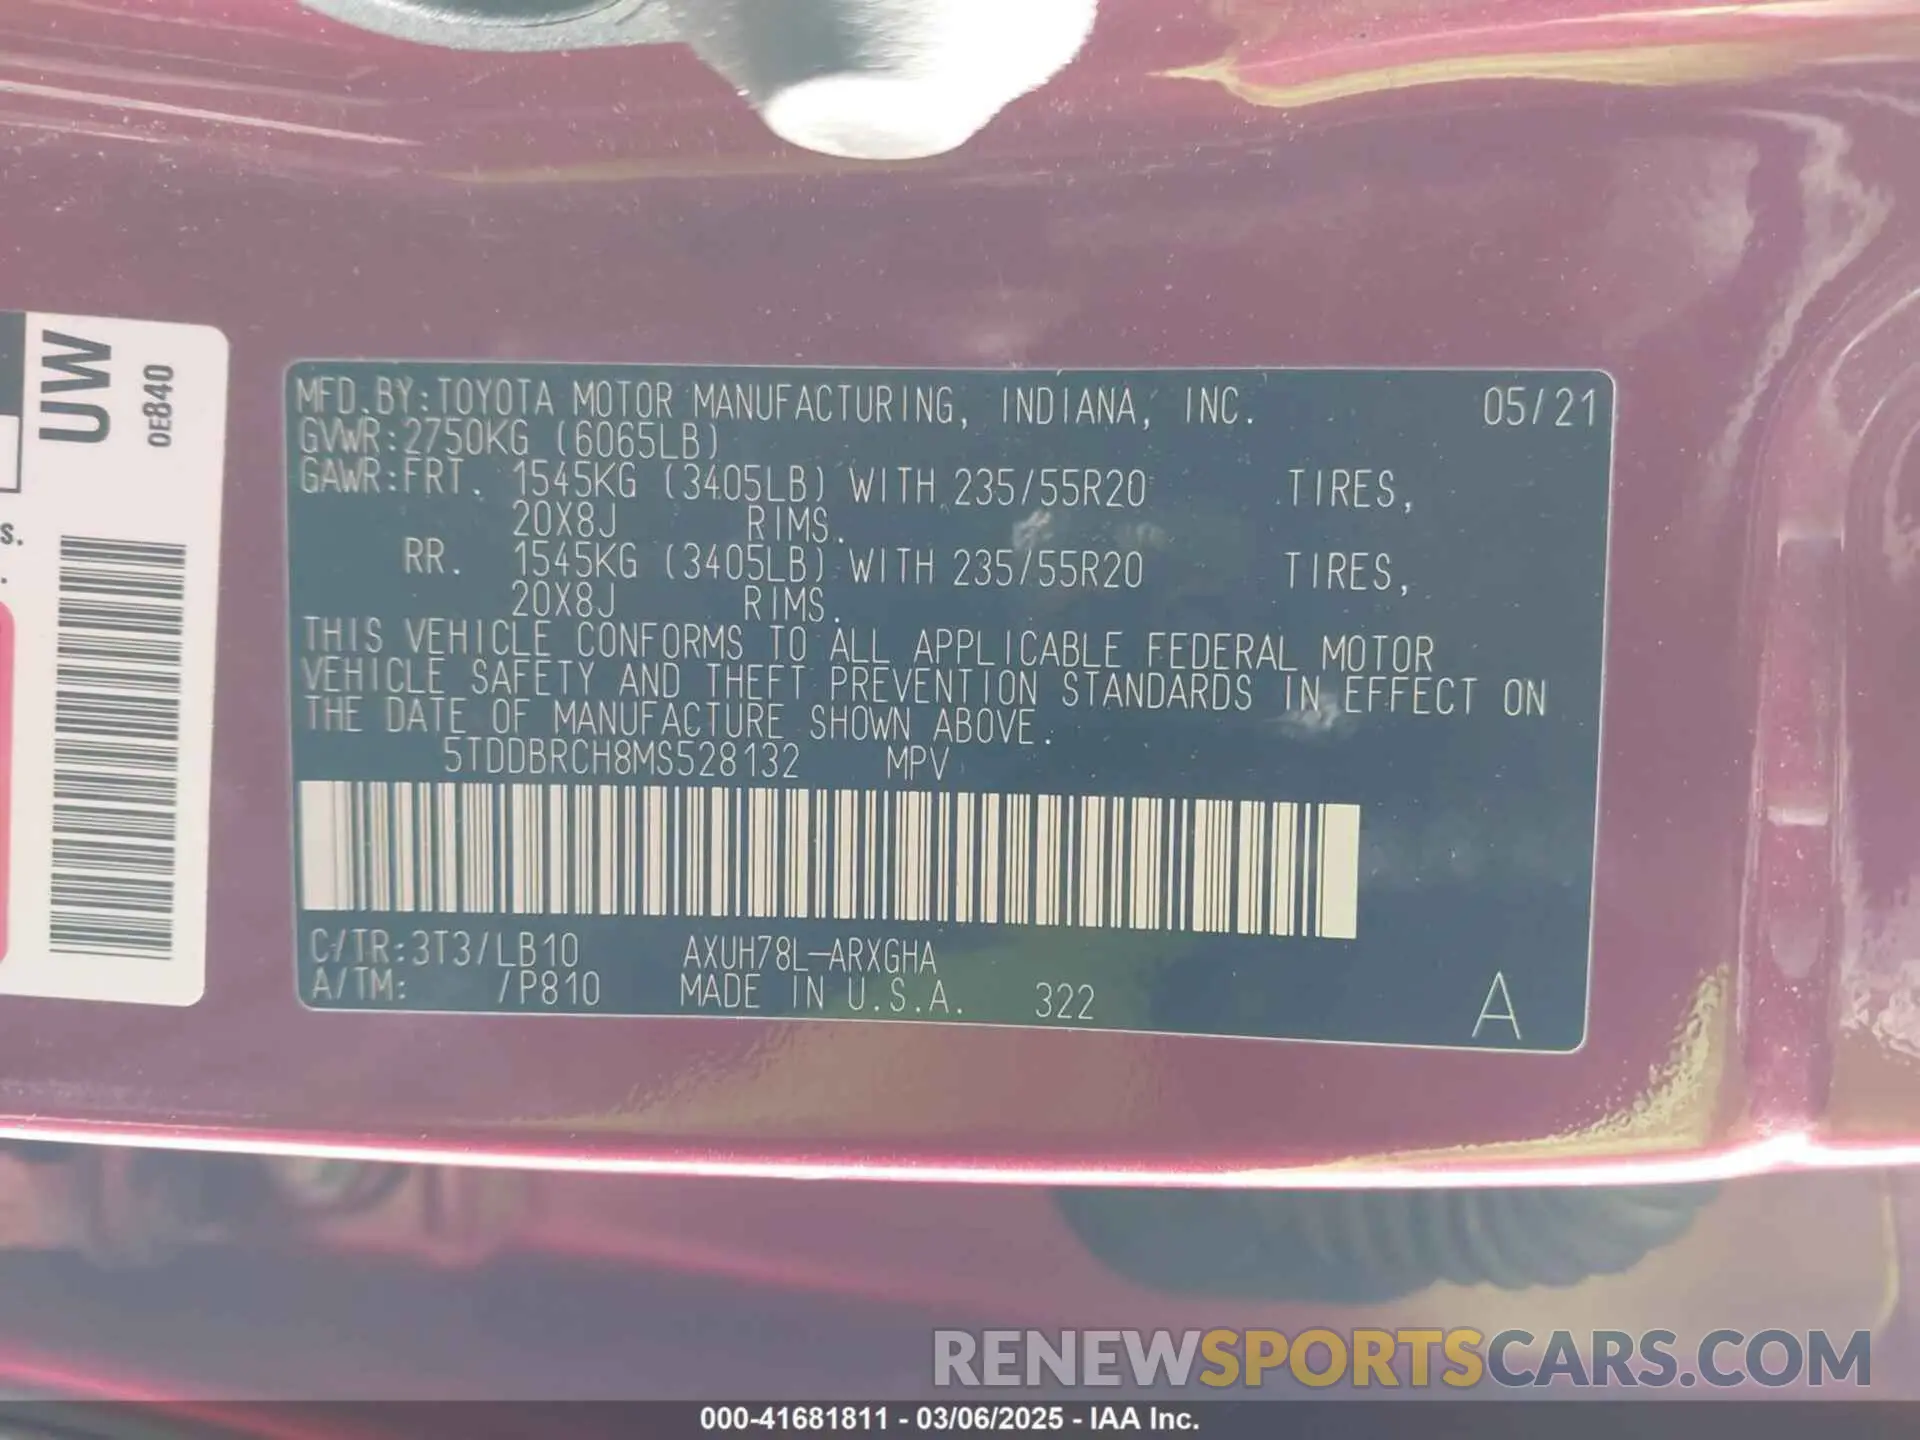 UW
0E840
s.
MFD.BY:TOYOTA MOTOR MANUFACTURING, INDIANA, INC. 05/21
GVWR:2750KG (6065LB)
GAWR:FRT. 1545KG (3405LB) WITH 235/55R20 TIRES,
20X8J RIMS.
RR. 1545KG (3405LB) WITH 235/55R20 TIRES,
20X8J RIMS.
THIS VEHICLE CONFORMS TO ALL APPLICABLE FEDERAL MOTOR
VEHICLE SAFETY AND THEFT PREVENTION STANDARDS IN EFFECT ON
THE DATE OF MANUFACTURE SHOWN ABOVE.
5TDDBRCH8MS528132 MPV
C/TR:3T3/LB10 AXUH78L-ARXGHA
A/TM: /P810 MADE IN U.S.A. 322 A
RENEWSPORTSCARS.COM
000-41681811 - 03/06/2025 - IAA Inc.